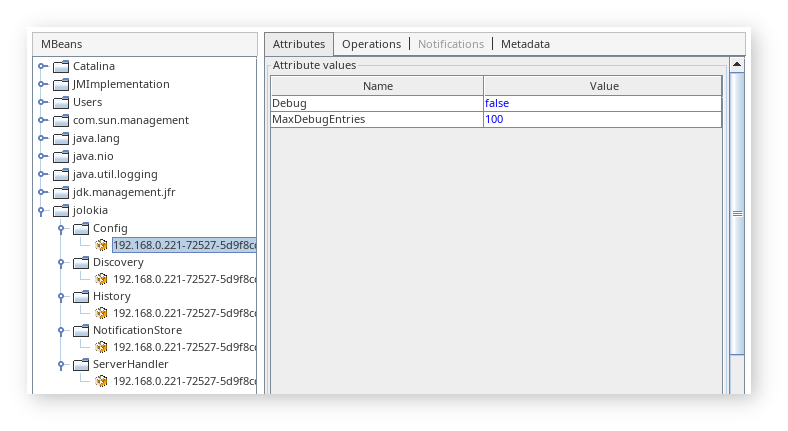 MBeans
Catalina
JMImplementation
Users
com.sun.management
java.lang
java.nio
java.util.logging
jdk.management.jfr
jolokia
Config
192.168.0.221-72527-5d9f8c
Discovery
192.168.0.221-72527-5d9f8c
History
192.168.0.221-72527-5d9f8c
NotificationStore
192.168.0.221-72527-5d9f8c
ServerHandler
192.168.0.221-72527-5d9f8c
Attributes Operations Notifications Metadata
Attribute values
Name Value
Debug false
MaxDebugEntries 100